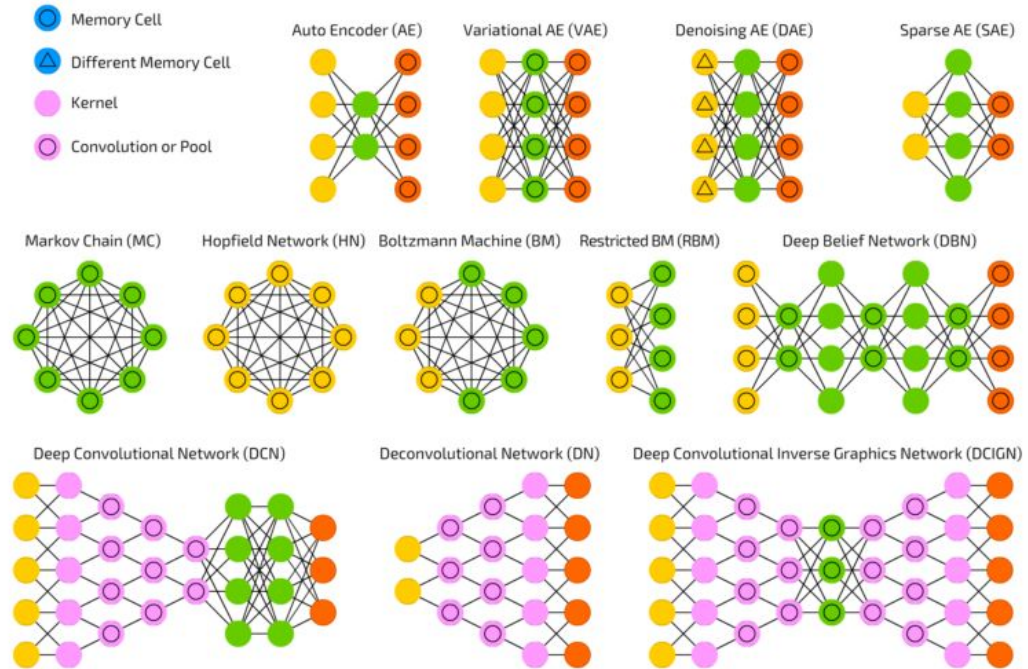 Memory Cell
Different Memory Cell
Kernel
Convolution or Pool
Auto Encoder (AE)
Variational AE (VAE)
Denoising AE (DAE)
Sparse AE (SAE)
Markov Chain (MC)
Hopfield Network (HN)
Boltzmann Machine (BM)
Restricted BM (RBM)
Deep Belief Network (DBN)
Deep Convolutional Network (DCN)
Deconvolutional Network (DN)
Deep Convolutional Inverse Graphics Network (DCIGN)